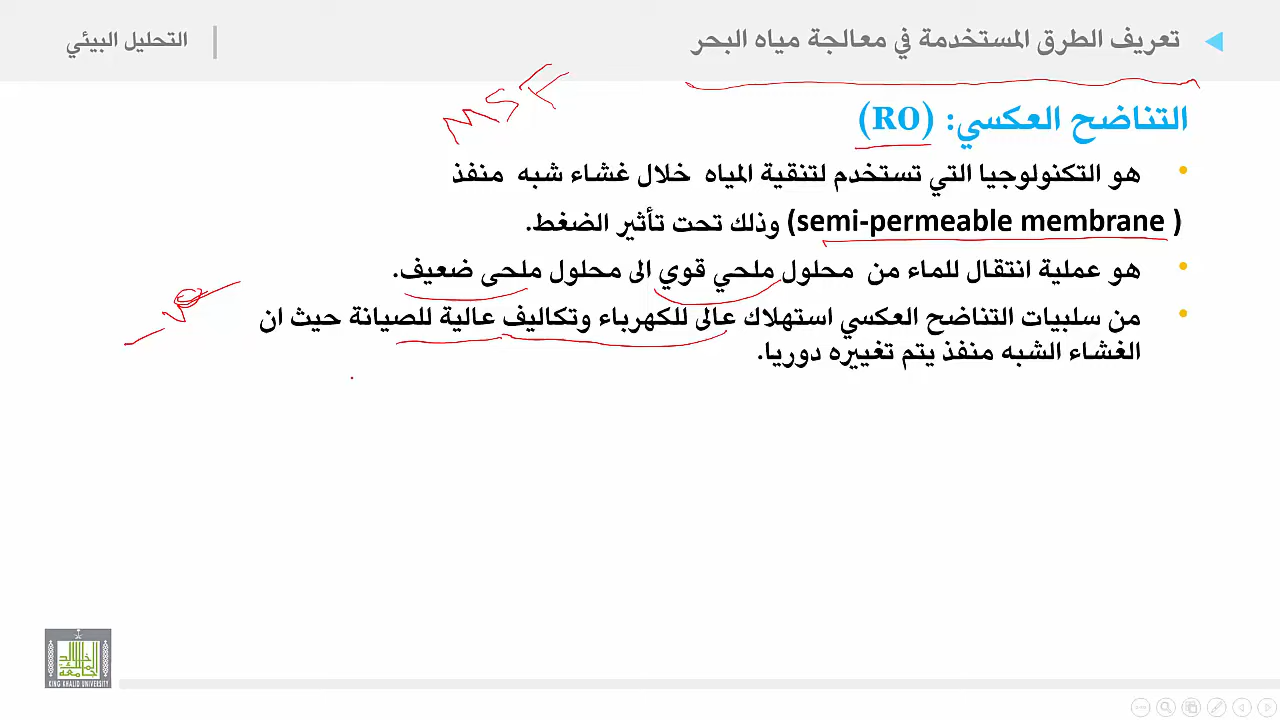 تعريف الطرق المستخدمة في معالجة مياه البحر
التحليل البيئي
MSF
التناضح العكسي: (RO)
هو التكنولوجيا التي تستخدم لتنقية المياه خلال غشاء شبه منفذ
( semi-permeable membrane) وذلك تحت تأثير الضغط.
هو عملية انتقال للماء من محلول ملحي قوي الى محلول ملحى ضعيف.
من سلبيات التناضح العكسي استهلاك عالى للكهرباء وتكاليف عالية للصيانة حيث ان
الغشاء الشبه منفذ يتم تغييره دوريا.
KING KHALID UNIVERSITY